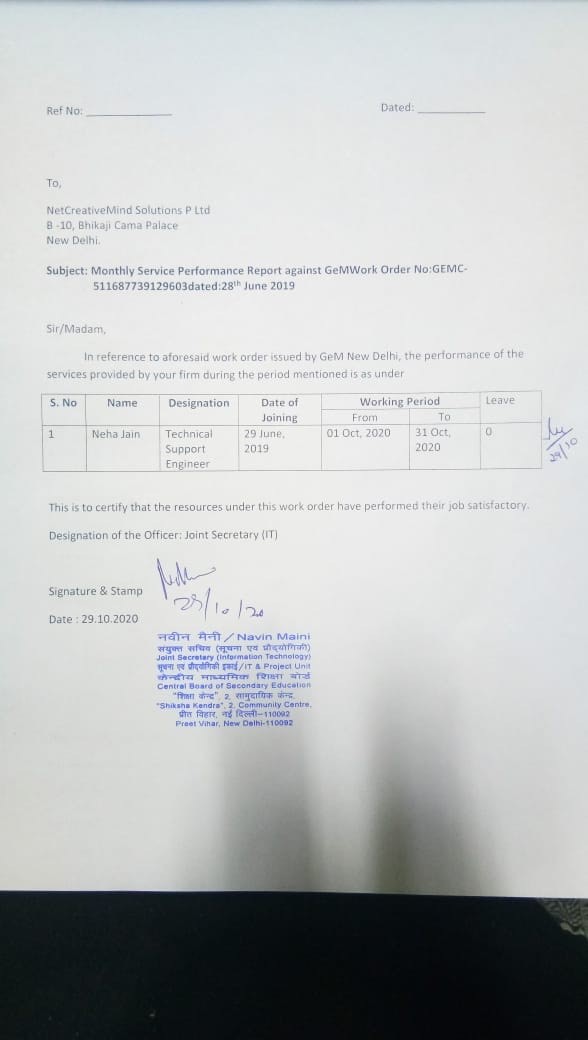 Ref No: ____________ Dated: __________
To,
NetCreativeMind Solutions P Ltd
B -10, Bhikaji Cama Palace
New Delhi.
Subject: Monthly Service Performance Report against GeMWork Order No:GEMC-
511687739129603dated:28th June 2019
Sir/Madam,
In reference to aforesaid work order issued by GeM New Delhi, the performance of the
services provided by your firm during the period mentioned is as under
S. No Name Designation Date of Joining Working Period Leave
From To
1 Neha Jain Technical Support Engineer 29 June, 2019 01 Oct, 2020 31 Oct, 2020 0
29/10
This is to certify that the resources under this work order have performed their job satisfactory.
Designation of the Officer: Joint Secretary (IT)
Signature & Stamp
29/10/20
Date : 29.10.2020
नवीन मैनी / Navin Maini
संयुक्त सचिव (सूचना एवं प्रौद्योगिकी)
Joint Secretary (Information Technology)
सूचना एवं प्रौद्योगिकी इकाई/IT & Project Unit
केन्द्रीय माध्यमिक शिक्षा बोर्ड
Central Board of Secondary Education
"शिक्षा केन्द्र", 2, सामुदायिक केन्द्र,
"Shiksha Kendra", 2, Community Centre,
प्रीत विहार, नई दिल्ली-110092
Preet Vihar, New Delhi-110092